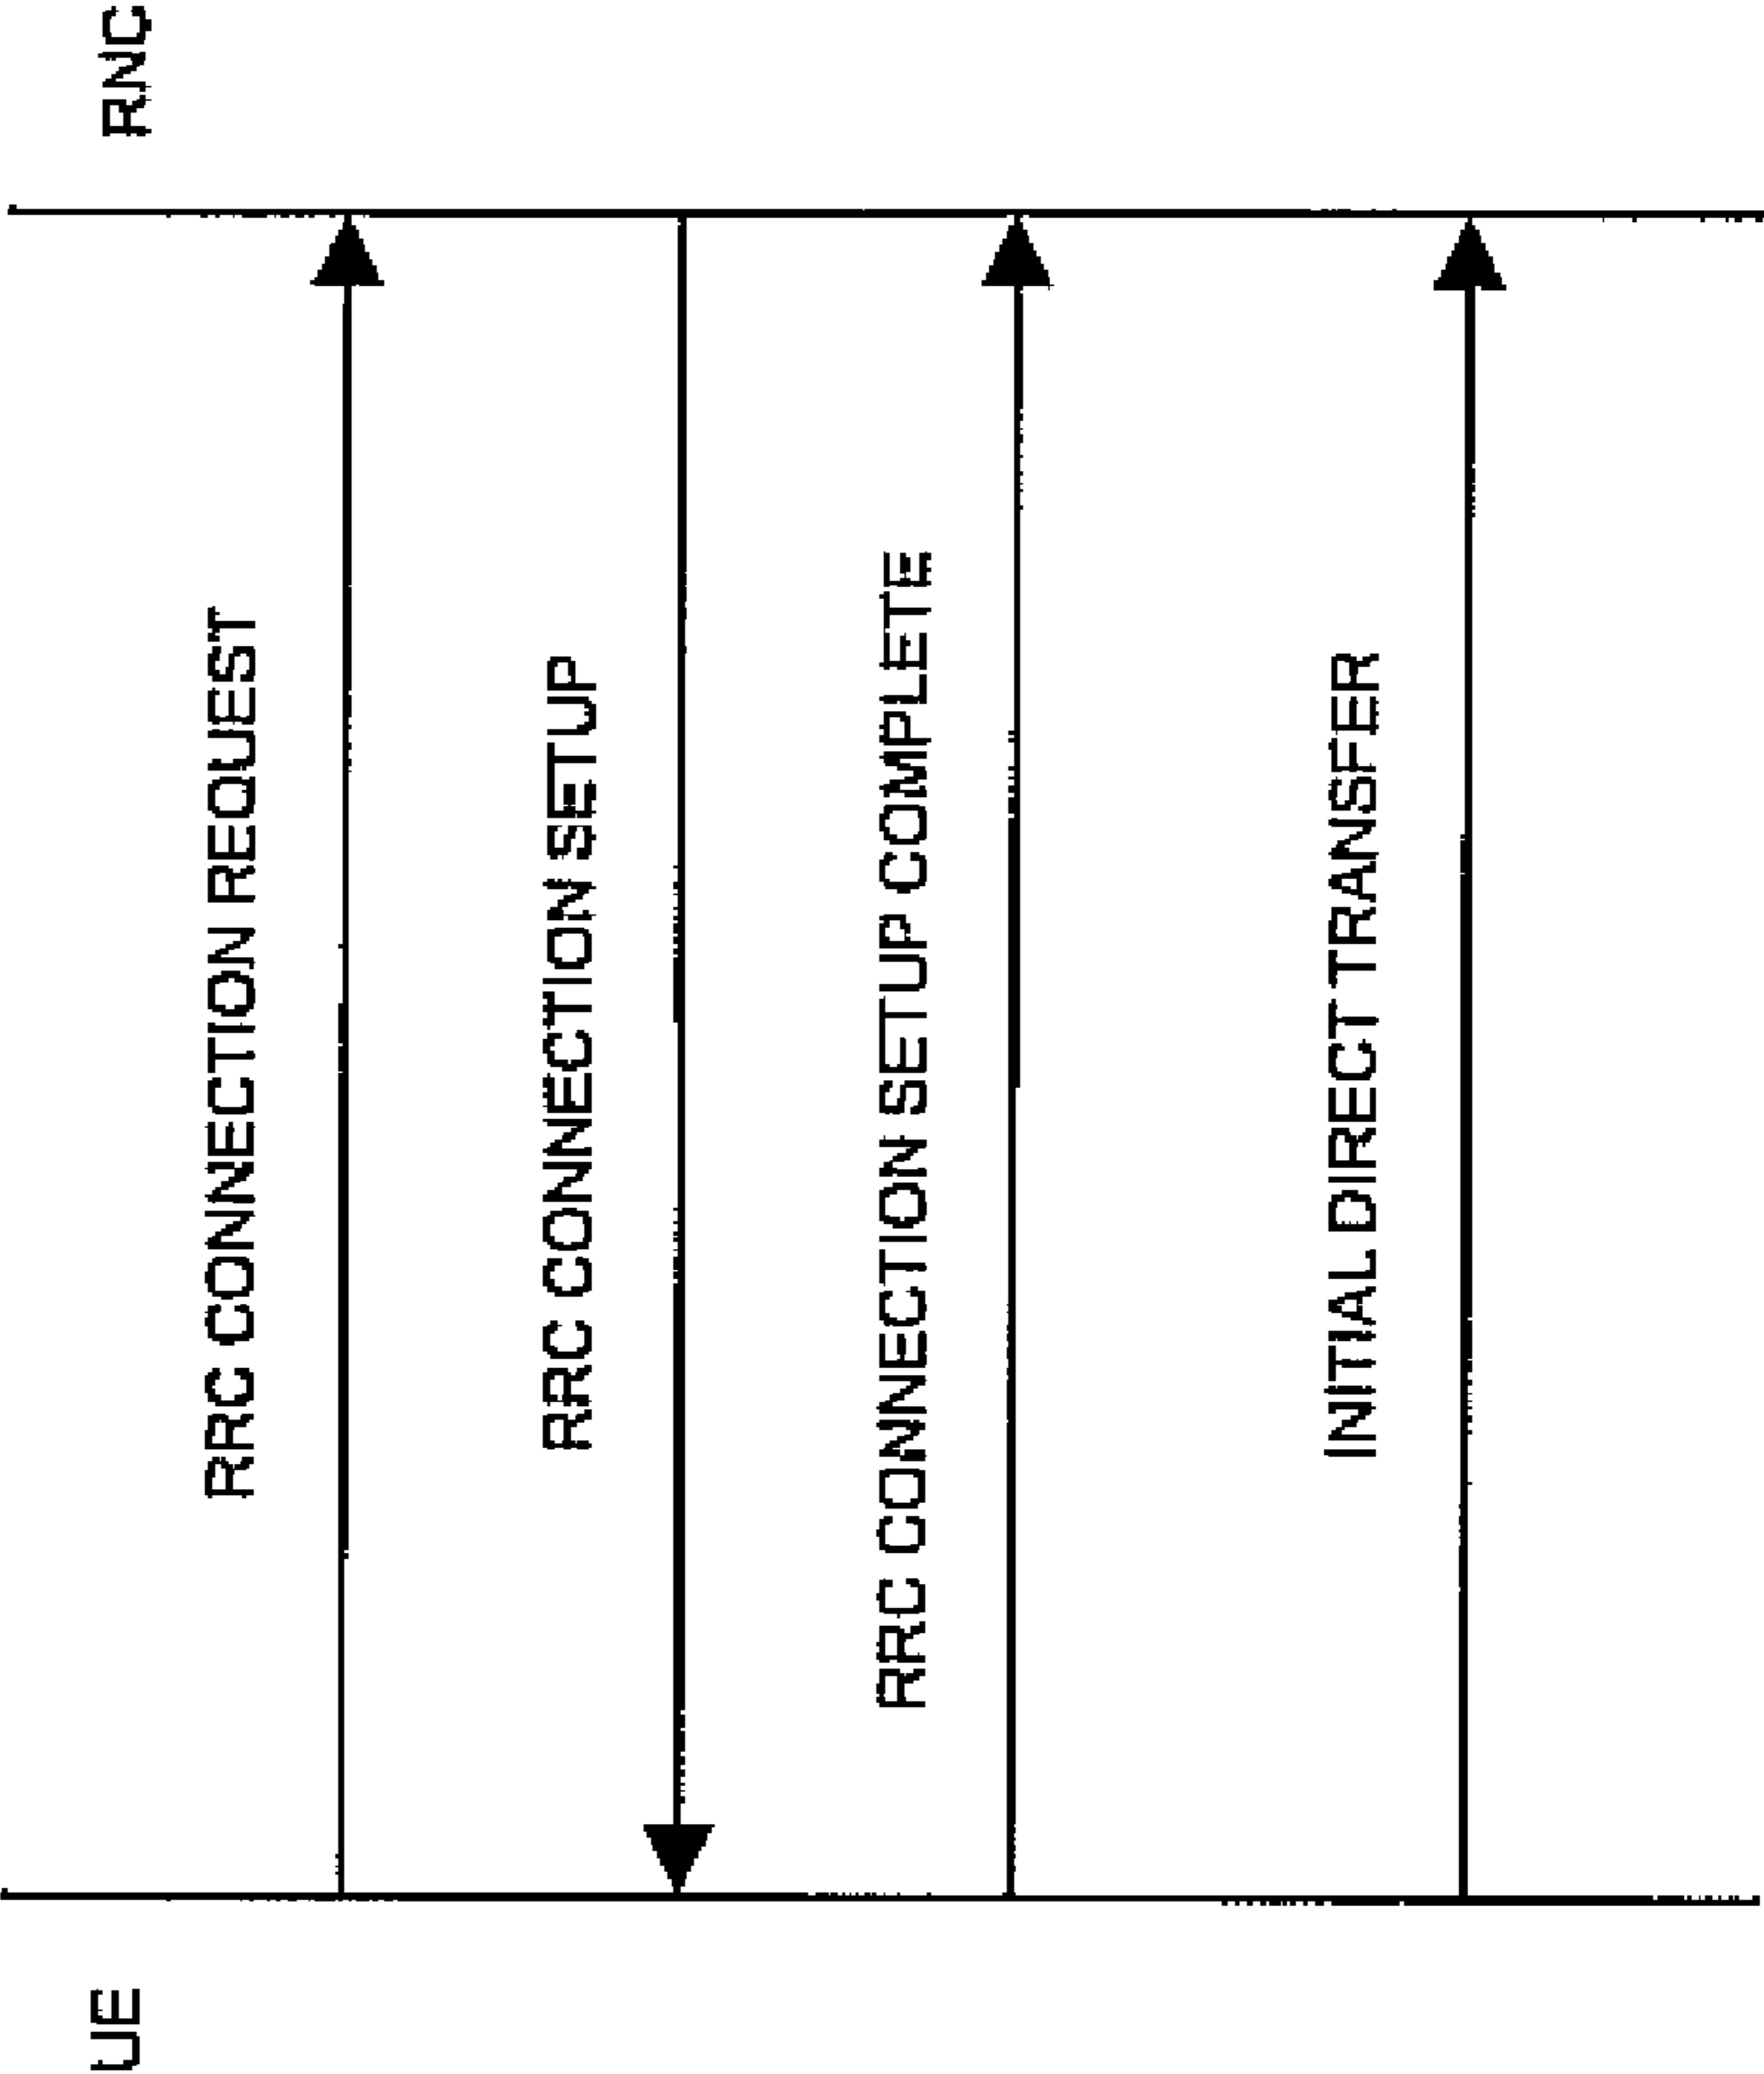 UE
RNC
RRC CONNECTION REQUEST
RRC CONNECTION SETUP
RRC CONNECTION SETUP COMPLETE
INITIAL DIRECT TRANSFER